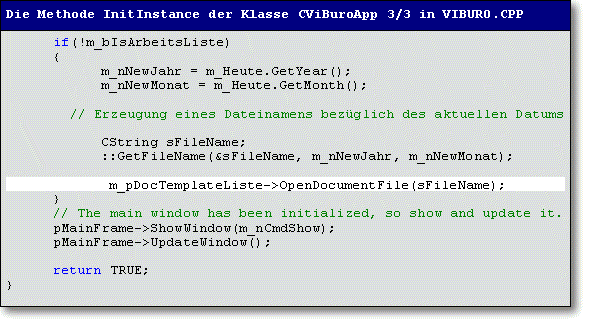 Die Methode InitInstance der Klasse CViBuroApp 3/3 in VIBURO.CPP
if(!m_bIsArbeitsListe)
{
m_nNewJahr = m_Heute.GetYear();
m_nNewMonat = m_Heute.GetMonth();
// Erzeugung eines Dateinamens bezüglich des aktuellen Datums
CString sFileName;
::GetFileName(&sFileName, m_nNewJahr, m_nNewMonat);
m_pDocTemplateListe->OpenDocumentFile(sFileName);
}
// The main window has been initialized, so show and update it.
pMainFrame->ShowWindow(m_nCmdShow);
pMainFrame->UpdateWindow();
return TRUE;
}